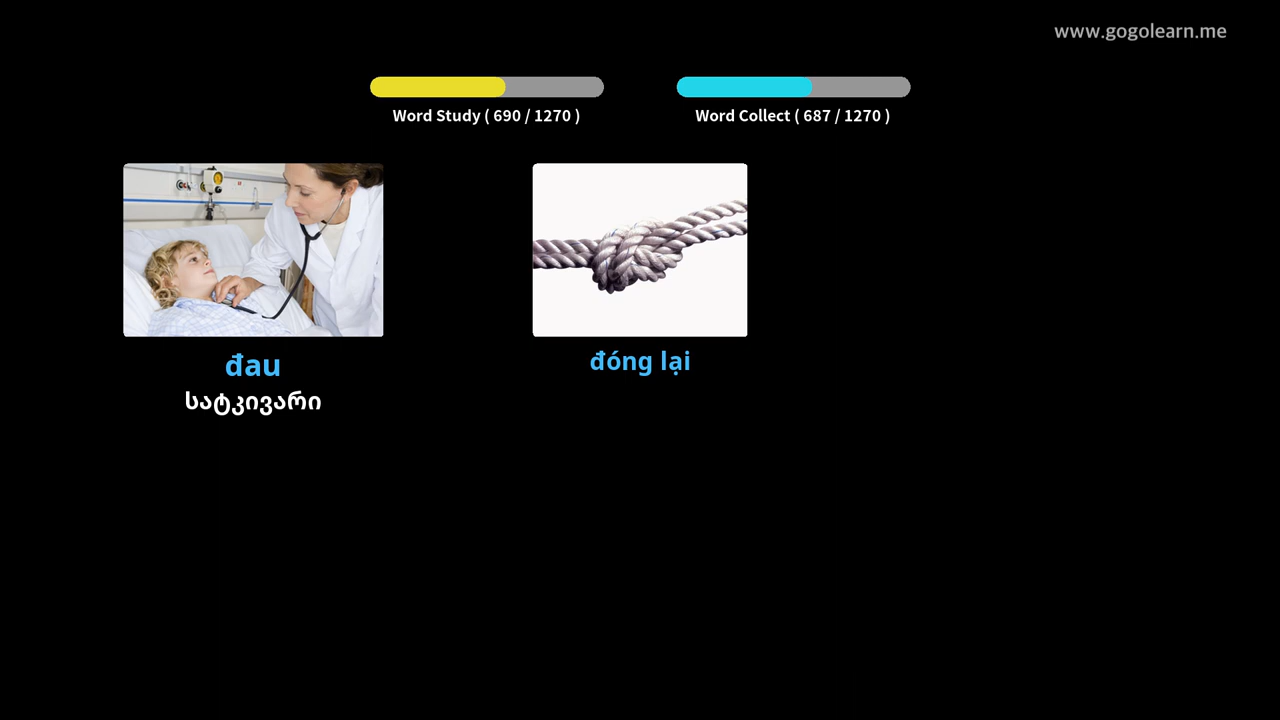 www.gogolearn.me
Word Study ( 690 / 1270 )
Word Collect ( 687 / 1270 )
đau
სატკივარი
đóng lại